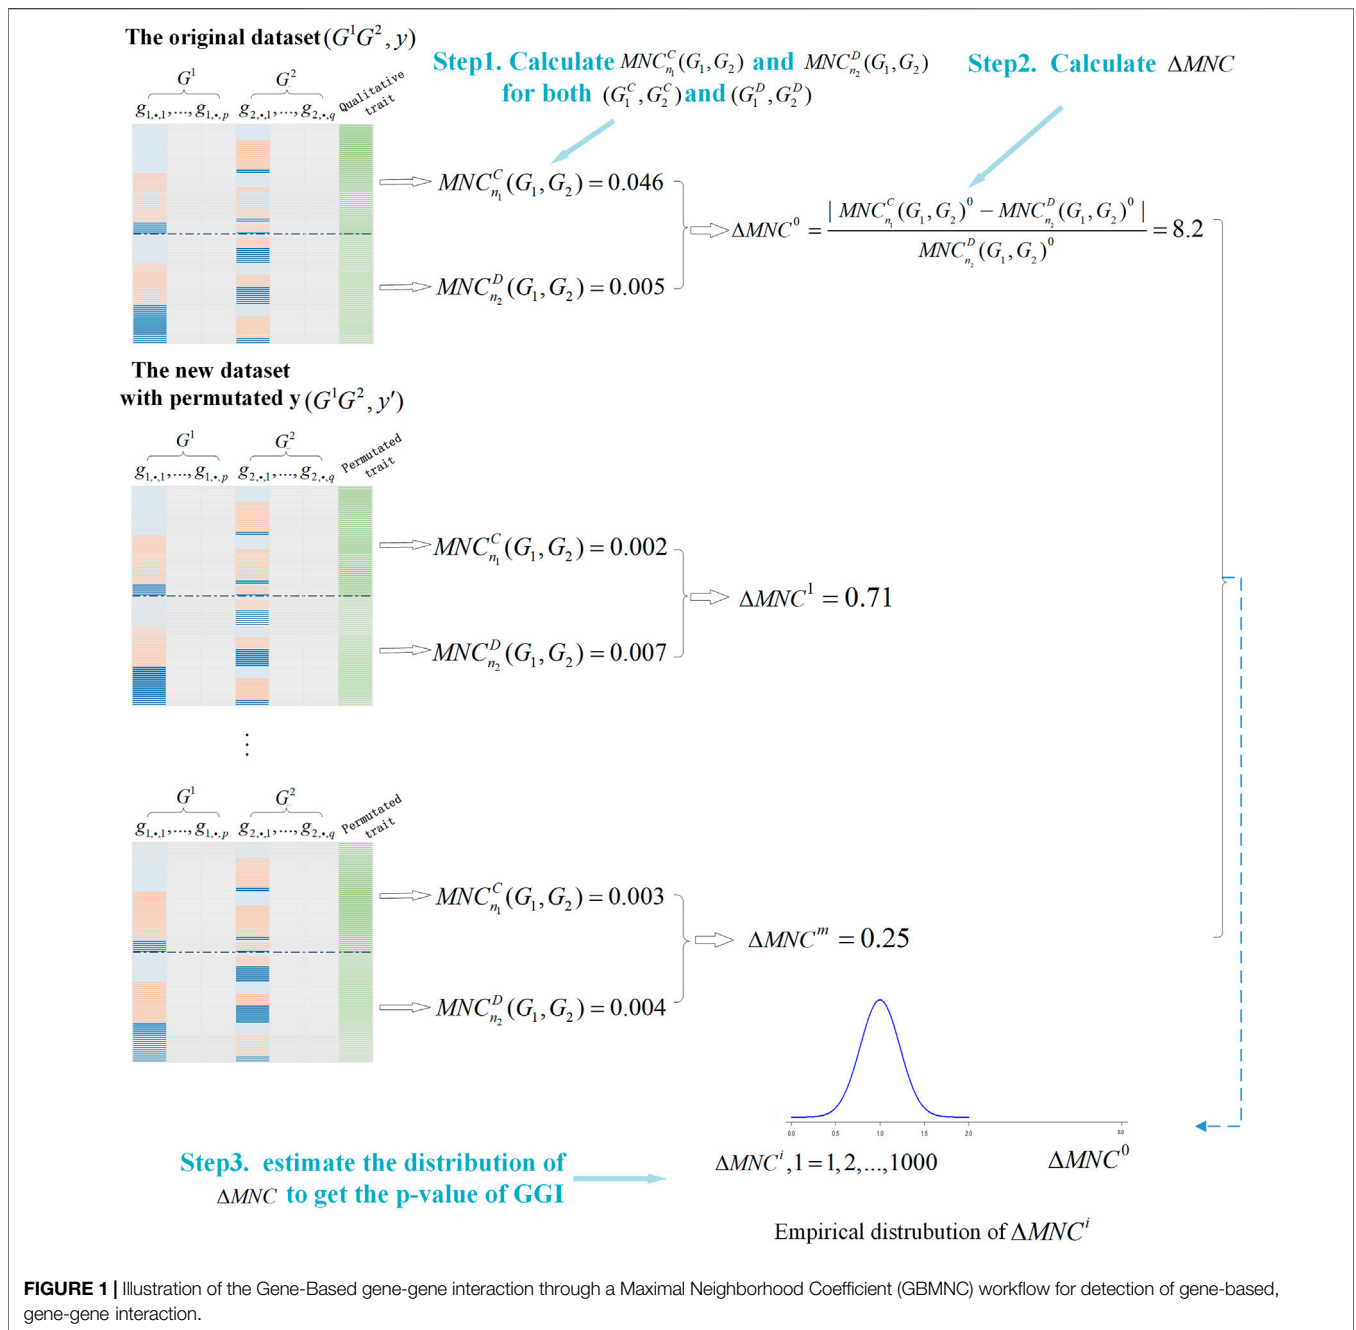 The original dataset (G¹G², y)
Step1. Calculate MNC^C_{n₁}(G₁,G₂) and MNC^D_{n₂}(G₁,G₂)
for both (G₁^C,G₂^C) and (G₁^D,G₂^D)
Step2. Calculate ΔMNC
G¹ G²
g_{1,•,1},...,g_{1,•,p} g_{2,•,1},...,g_{2,•,q} Qualitative trait
MNC^C_{n₁}(G₁,G₂) = 0.046
ΔMNC⁰ = | MNC^C_{n₁}(G₁,G₂)⁰ − MNC^D_{n₂}(G₁,G₂)⁰ | / MNC^D_{n₂}(G₁,G₂)⁰ = 8.2
MNC^D_{n₂}(G₁,G₂) = 0.005
The new dataset
with permutated y (G¹G², y′)
G¹ G²
g_{1,•,1},...,g_{1,•,p} g_{2,•,1},...,g_{2,•,q} Permutated trait
MNC^C_{n₁}(G₁,G₂) = 0.002
ΔMNC¹ = 0.71
MNC^D_{n₂}(G₁,G₂) = 0.007
⋮
G¹ G²
g_{1,•,1},...,g_{1,•,p} g_{2,•,1},...,g_{2,•,q} Permutated trait
MNC^C_{n₁}(G₁,G₂) = 0.003
ΔMNC^m = 0.25
MNC^D_{n₂}(G₁,G₂) = 0.004
0.0 0.5 1.0 1.5 2.0
Step3. estimate the distribution of
ΔMNC to get the p-value of GGI
ΔMNC^i,1=1,2,...,1000 ΔMNC⁰
Empirical distrubution of ΔMNC^i
FIGURE 1 | Illustration of the Gene-Based gene-gene interaction through a Maximal Neighborhood Coefficient (GBMNC) workflow for detection of gene-based,
gene-gene interaction.